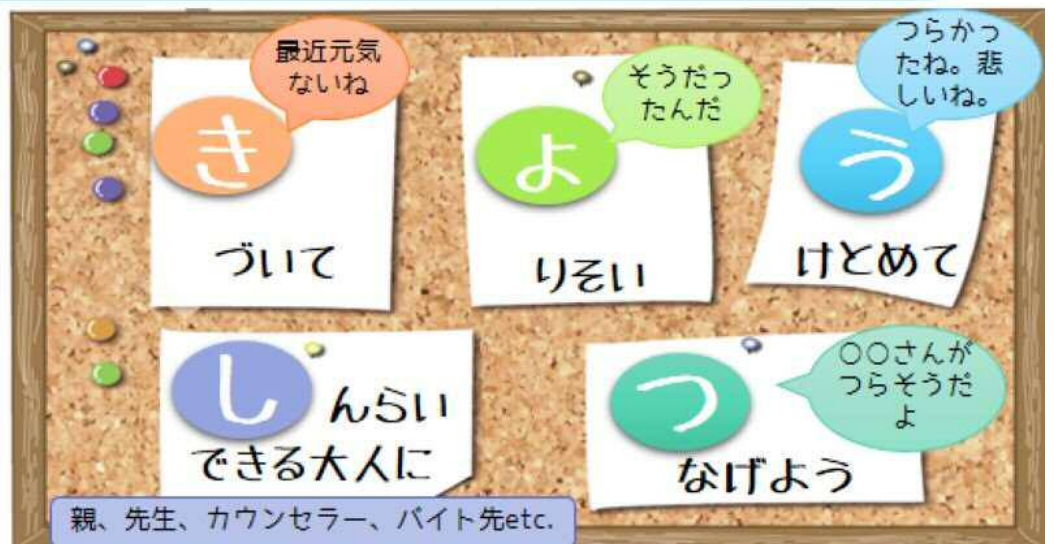 最近元気
ないね
き
づいて
そうだっ
たんだ
よ
りそい
つらかっ
たね。悲
しいね。
う
けとめて
し んらい
できる大人に
親、先生、カウンセラー、バイト先etc.
○○さんが
つらそうだ
よ
つ
なげよう